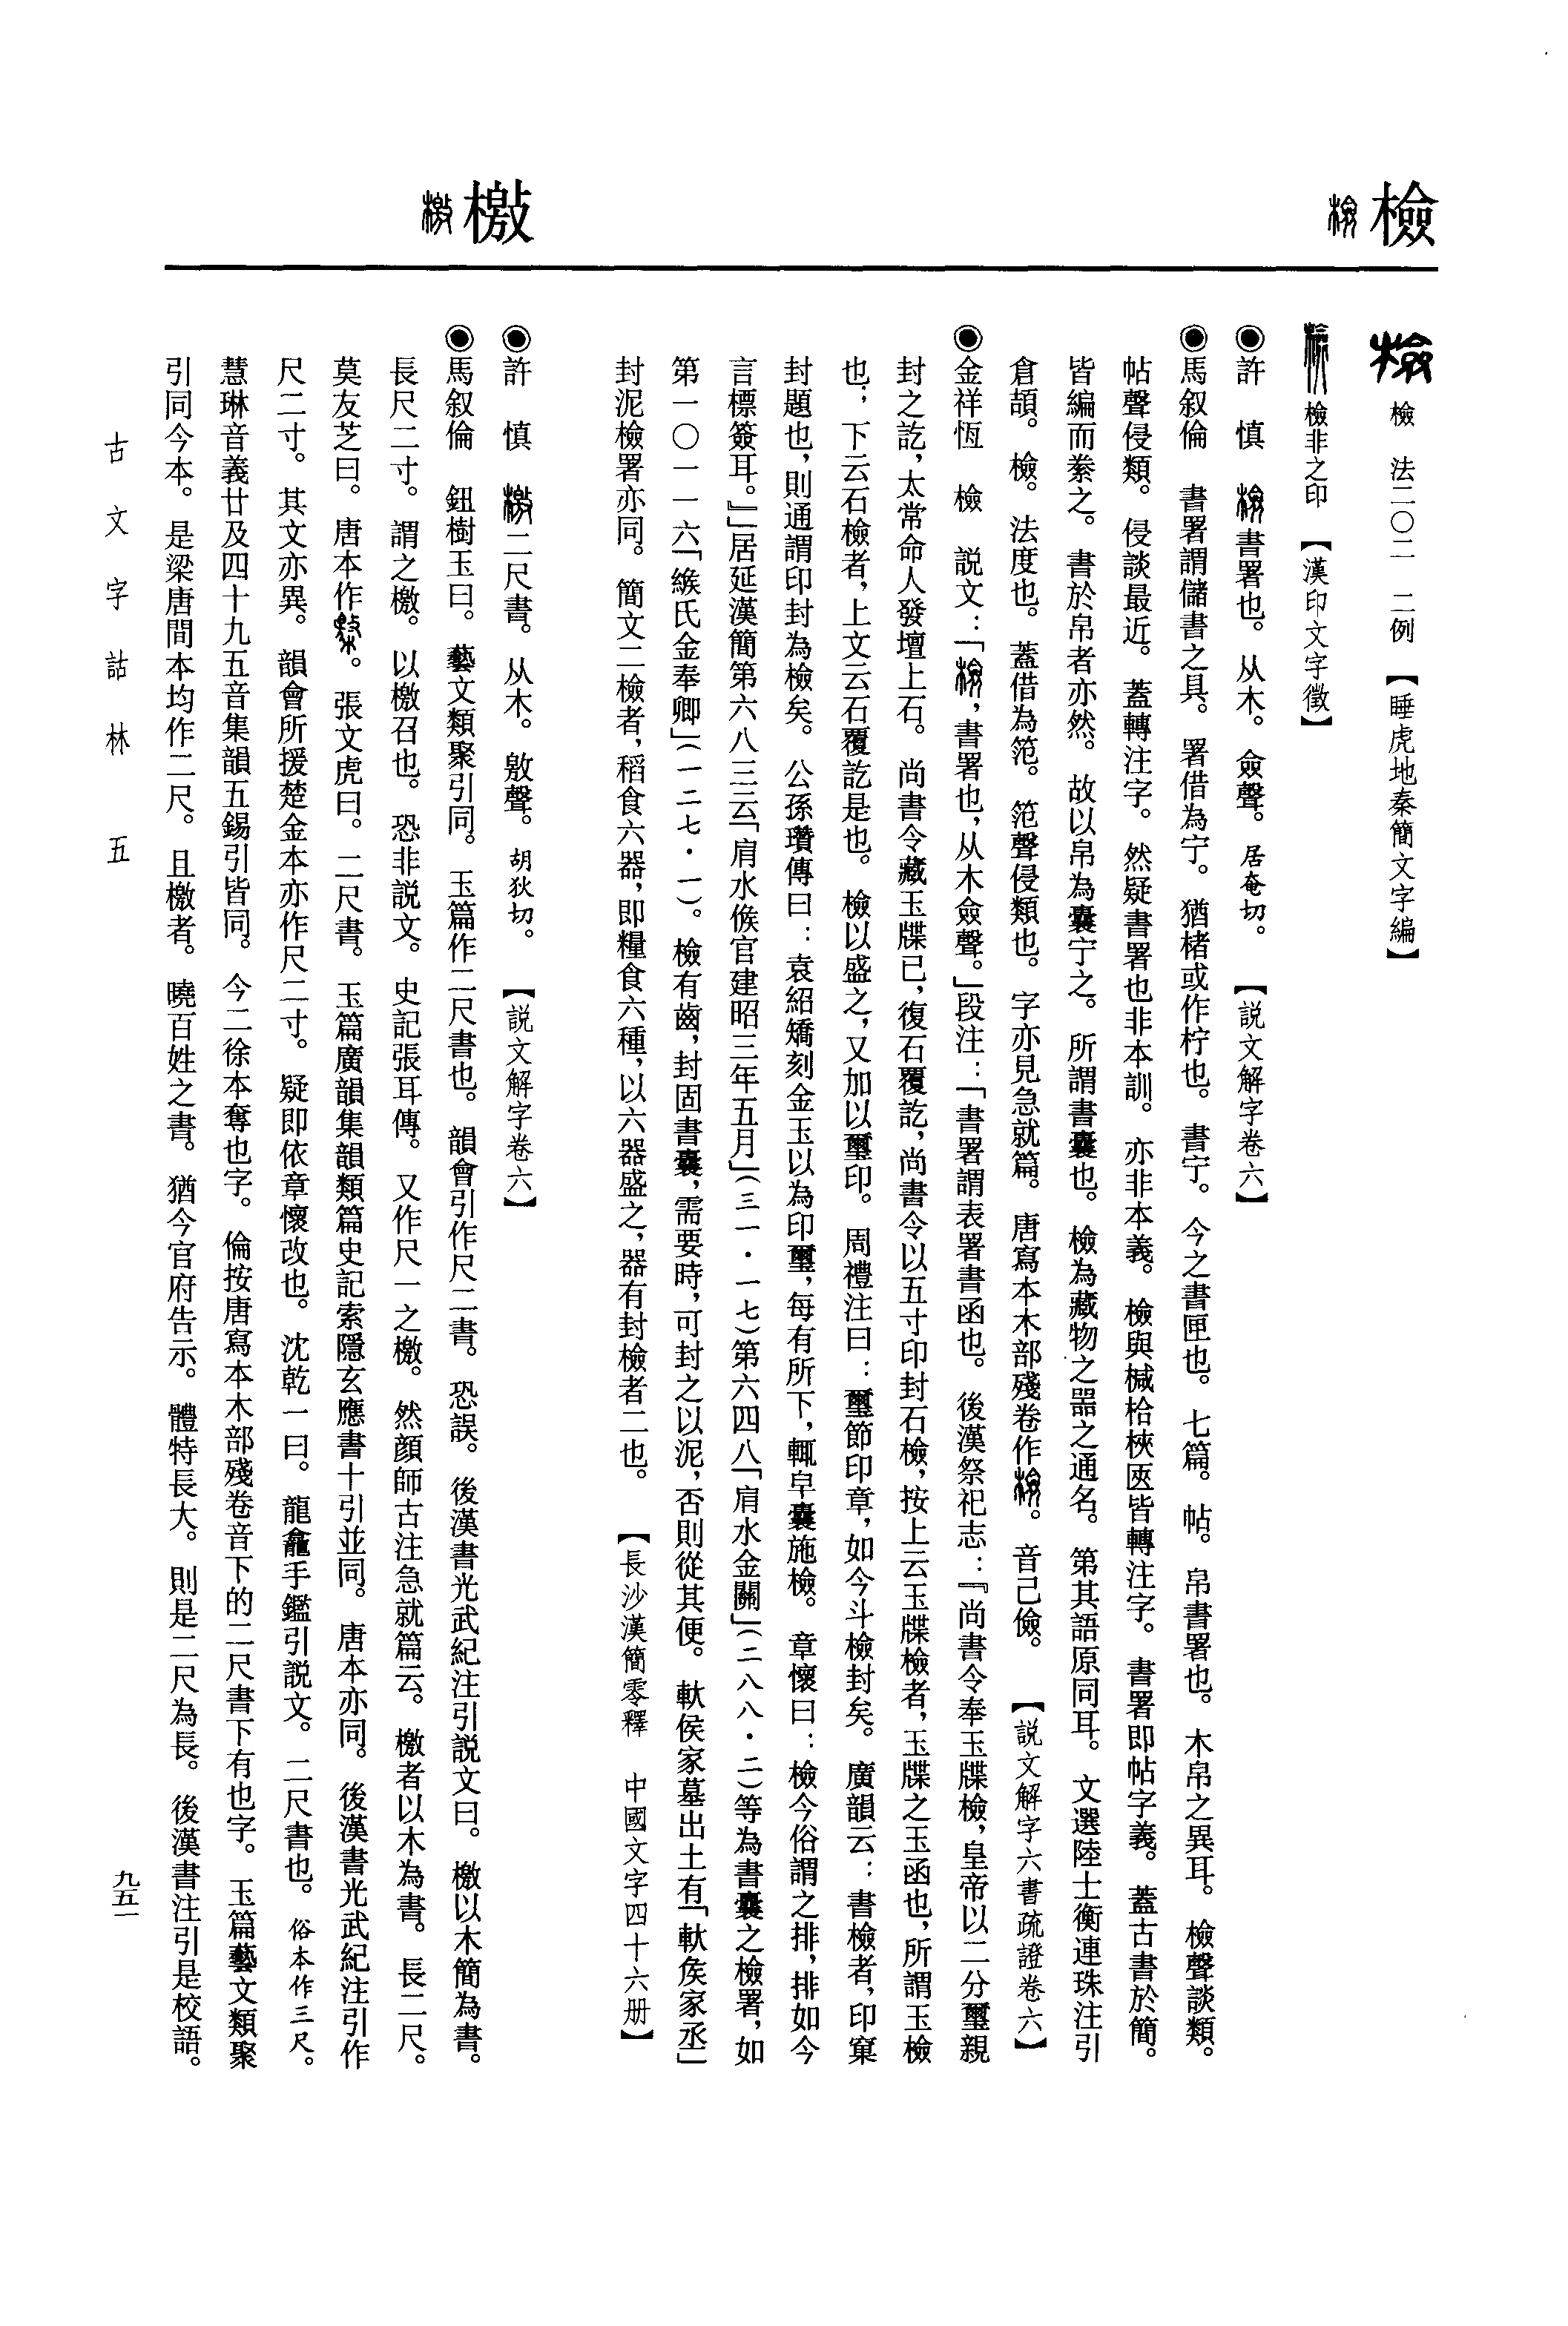 檢
檄
檢 法二〇二 二例 【睡虎地秦簡文字編】
檢非之印 【漢印文字徵】
◉許 慎 檢書署也。从木。僉聲。居奄切。 【説文解字卷六】
◉馬叙倫 書署謂儲書之具。署借為宁。猶楮或作柠也。書宁。今之書匣也。七篇。帖。帛書署也。木帛之異耳。檢聲談類。
帖聲侵類。侵談最近。蓋轉注字。然疑書署也非本訓。亦非本義。檢與椷枱梜匧皆轉注字。書署即帖字義。蓋古書於簡。
皆編而絭之。書於帛者亦然。故以帛為囊宁之。所謂書囊也。檢為藏物之噐之通名。第其語原同耳。文選陸士衡連珠注引
倉頡。檢。法度也。蓋借為笵。笵聲侵類也。字亦見急就篇。唐寫本木部殘卷作檢。音己儉。 【説文解字六書疏證卷六】
◉金祥恆 檢 説文：「檢，書署也，从木僉聲。」段注：「書署謂表署書函也。後漢祭祀志：『尚書令奉玉牒檢，皇帝以二分璽親
封之訖，太常命人發壇上石。尚書令藏玉牒已，復石覆訖，尚書令以五寸印封石檢，按上云玉牒檢者，玉牒之玉函也，所謂玉檢
也；下云石檢者，上文云石覆訖是也。檢以盛之，又加以璽印。周禮注曰：璽節印章，如今斗檢封矣。廣韻云：書檢者，印窠
封題也，則通謂印封為檢矣。公孫瓚傳曰：袁紹矯刻金玉以為印璽，每有所下，輒皁囊施檢。章懷曰：檢今俗謂之排，排如今
言標簽耳。』」居延漢簡第六八三云「肩水候官建昭三年五月」（三一・一七）第六四八「肩水金關」（二八八・二）等為書囊之檢署，如
第一〇一一六「緱氏金奉卿」（一二七・一）。檢有齒，封固書囊，需要時，可封之以泥，否則從其便。軑侯家墓出土有「軑矦家丞」
封泥檢署亦同。簡文二檢者，稻食六器，即糧食六種，以六器盛之，器有封檢者二也。 【長沙漢簡零釋 中國文字四十六册】
◉許 慎 檄二尺書。从木。敫聲。胡狄切。 【説文解字卷六】
◉馬叙倫 鈕樹玉曰。藝文類聚引同。玉篇作二尺書也。韻會引作尺二書。恐誤。後漢書光武紀注引説文曰。檄以木簡為書。
長尺二寸。謂之檄。以檄召也。恐非説文。史記張耳傳。又作尺一之檄。然顔師古注急就篇云。檄者以木為書。長二尺。
莫友芝曰。唐本作檄。張文虎曰。二尺書。玉篇廣韻集韻類篇史記索隱玄應書十引並同。唐本亦同。後漢書光武紀注引作
尺二寸。其文亦異。韻會所援楚金本亦作尺二寸。疑即依章懷改也。沈乾一曰。龍龕手鑑引説文。二尺書也。俗本作三尺。
慧琳音義廿及四十九五音集韻五錫引皆同。今二徐本奪也字。倫按唐寫本木部殘卷音下的二尺書下有也字。玉篇藝文類聚
引同今本。是梁唐間本均作二尺。且檄者。曉百姓之書。猶今官府告示。體特長大。則是二尺為長。後漢書注引是校語。
古文字詁林 五
九五一